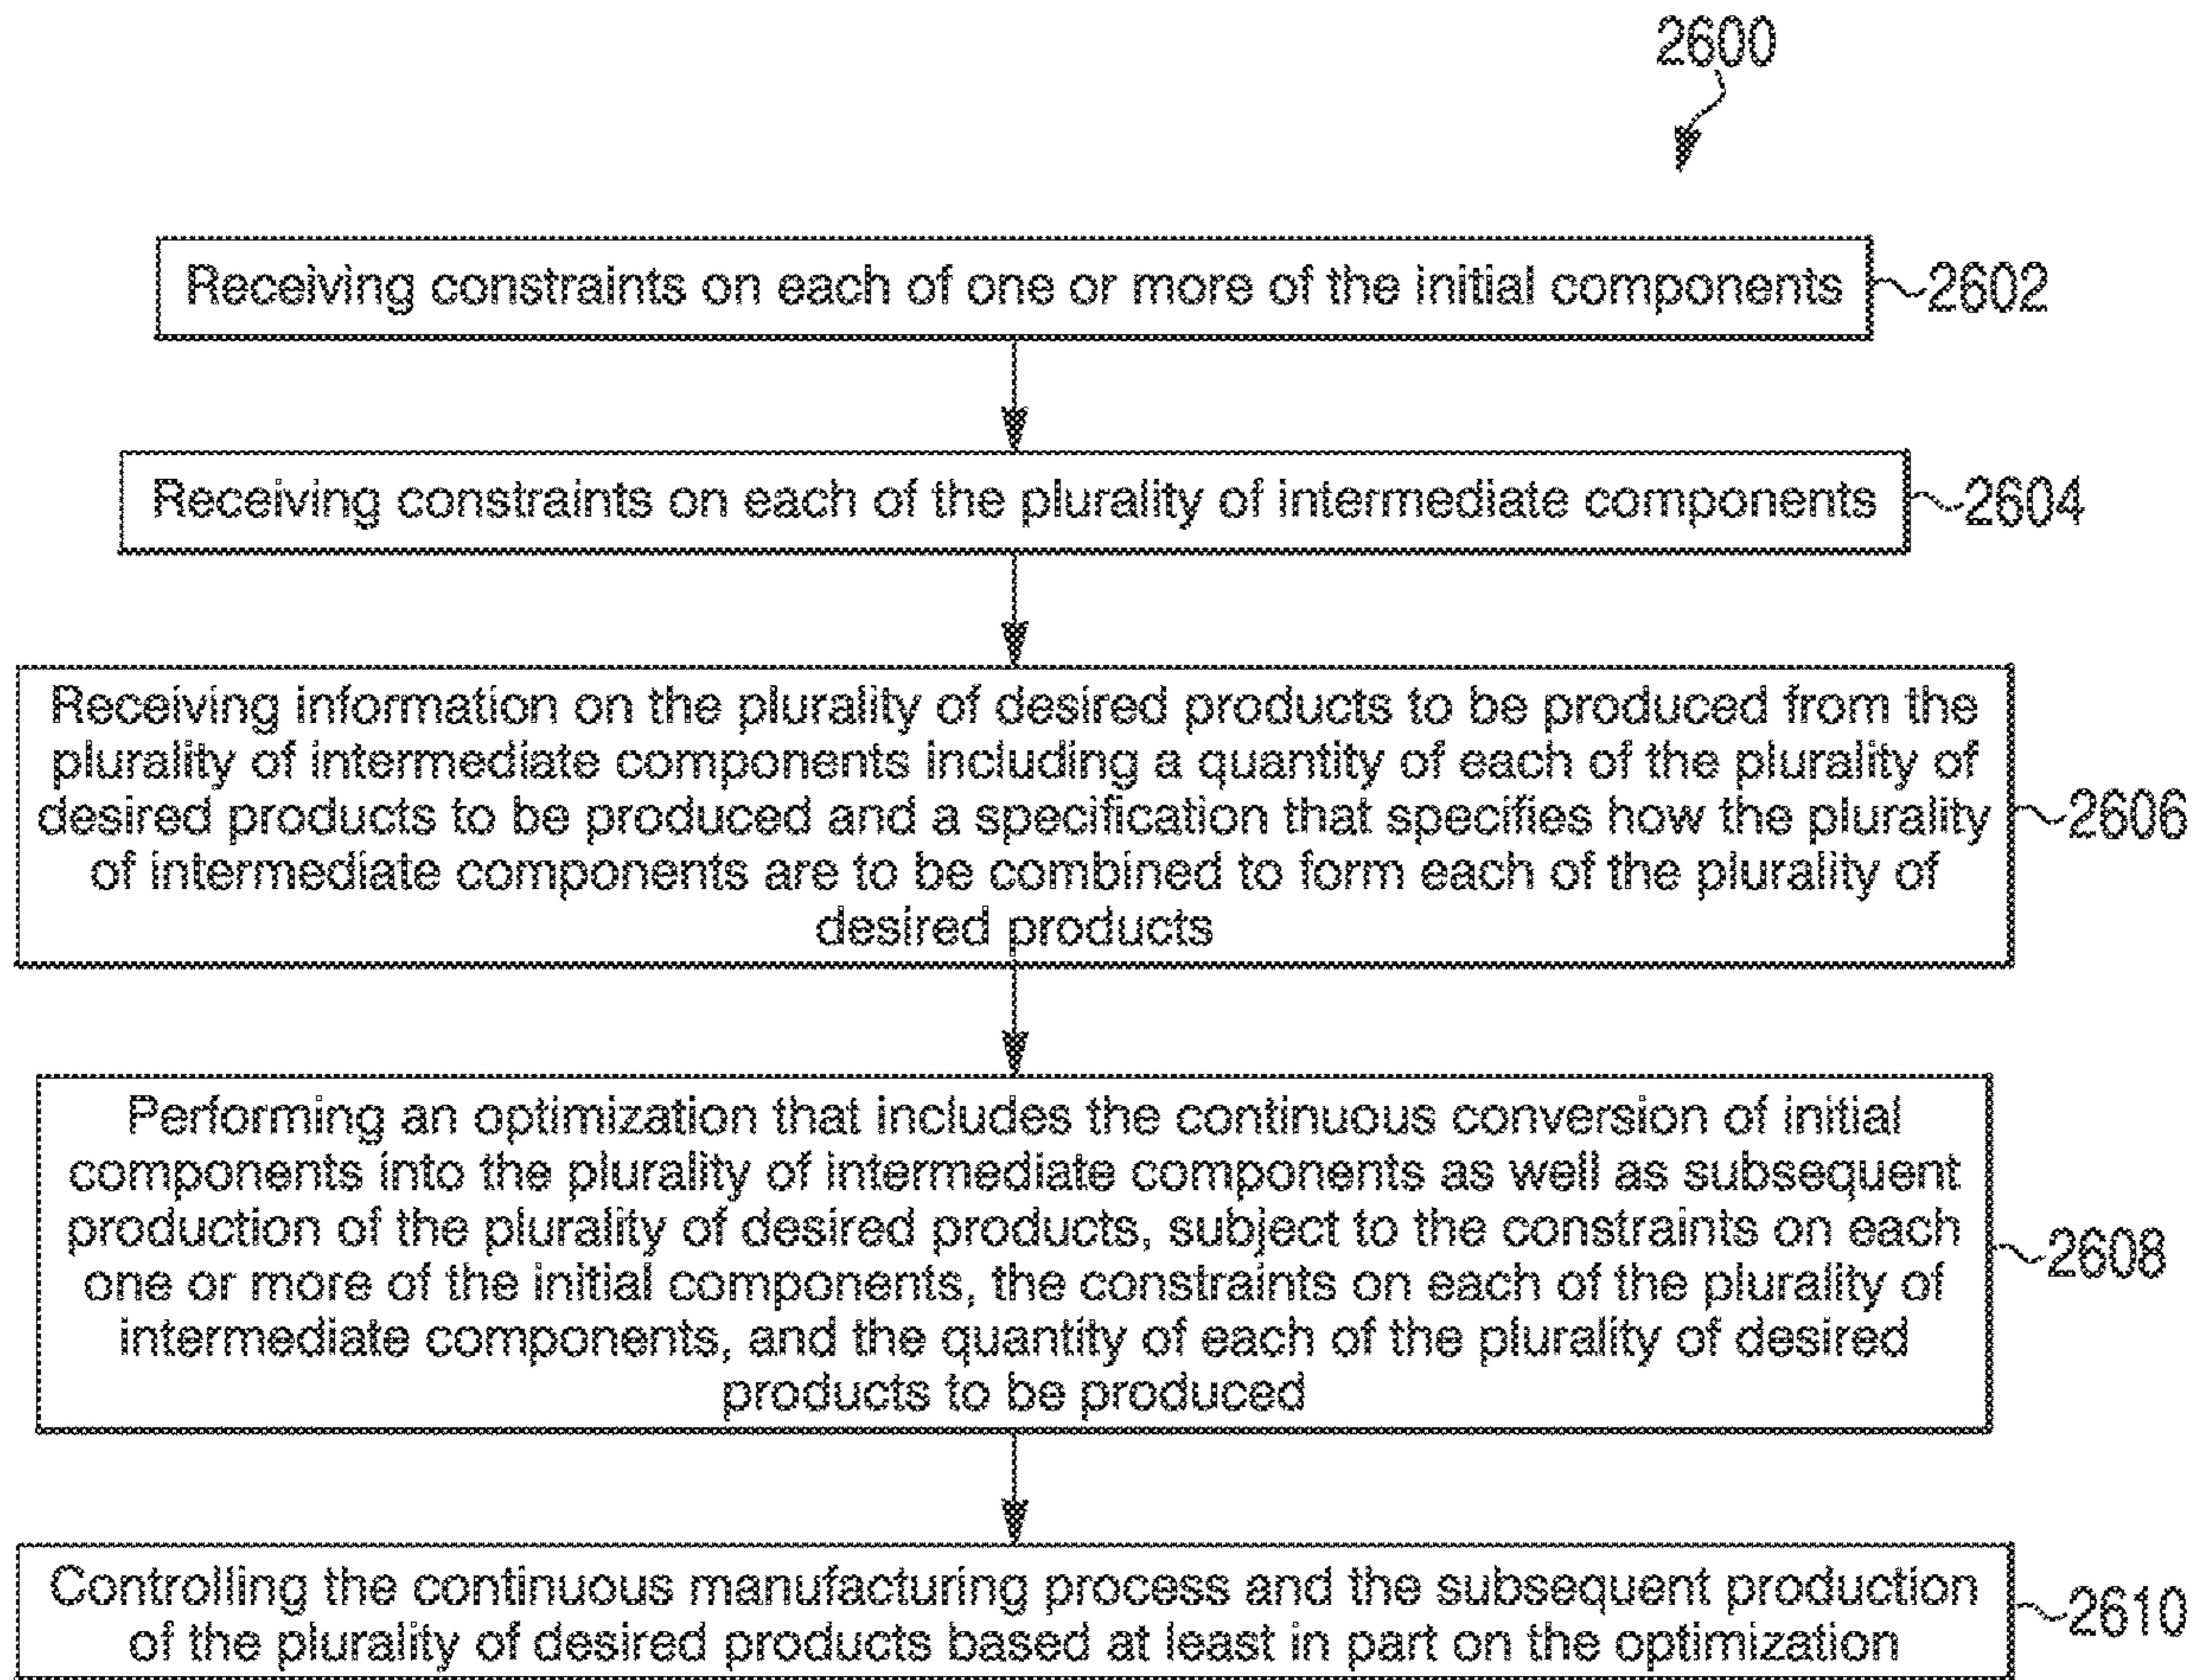 2600
Receiving constraints on each of one or more of the initial components
2602
Receiving constraints on each of the plurality of intermediate components
2604
Receiving information on the plurality of desired products to be produced from the
plurality of intermediate components including a quantity of each of the plurality of
desired products to be produced and a specification that specifies how the plurality
of intermediate components are to be combined to form each of the plurality of
desired products
2606
Performing an optimization that includes the continuous conversion of initial
components into the plurality of intermediate components as well as subsequent
production of the plurality of desired products, subject to the constraints on each
one or more of the initial components, the constraints on each of the plurality of
intermediate components, and the quantity of each of the plurality of desired
products to be produced
2608
Controlling the continuous manufacturing process and the subsequent production
of the plurality of desired products based at least in part on the optimization
2610